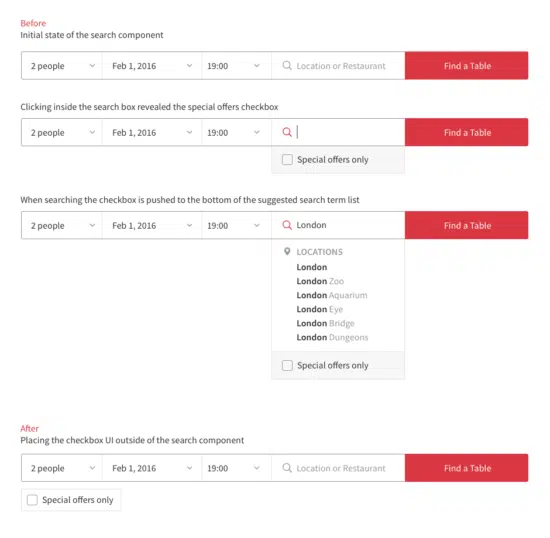 Before
Initial state of the search component
2 people Feb 1, 2016 19:00 Location or Restaurant Find a Table
Clicking inside the search box revealed the special offers checkbox
2 people Feb 1, 2016 19:00 Find a Table
Special offers only
When searching the checkbox is pushed to the bottom of the suggested search term list
2 people Feb 1, 2016 19:00 London Find a Table
LOCATIONS
London
London Zoo
London Aquarium
London Eye
London Bridge
London Dungeons
Special offers only
After
Placing the checkbox UI outside of the search component
2 people Feb 1, 2016 19:00 Location or Restaurant Find a Table
Special offers only